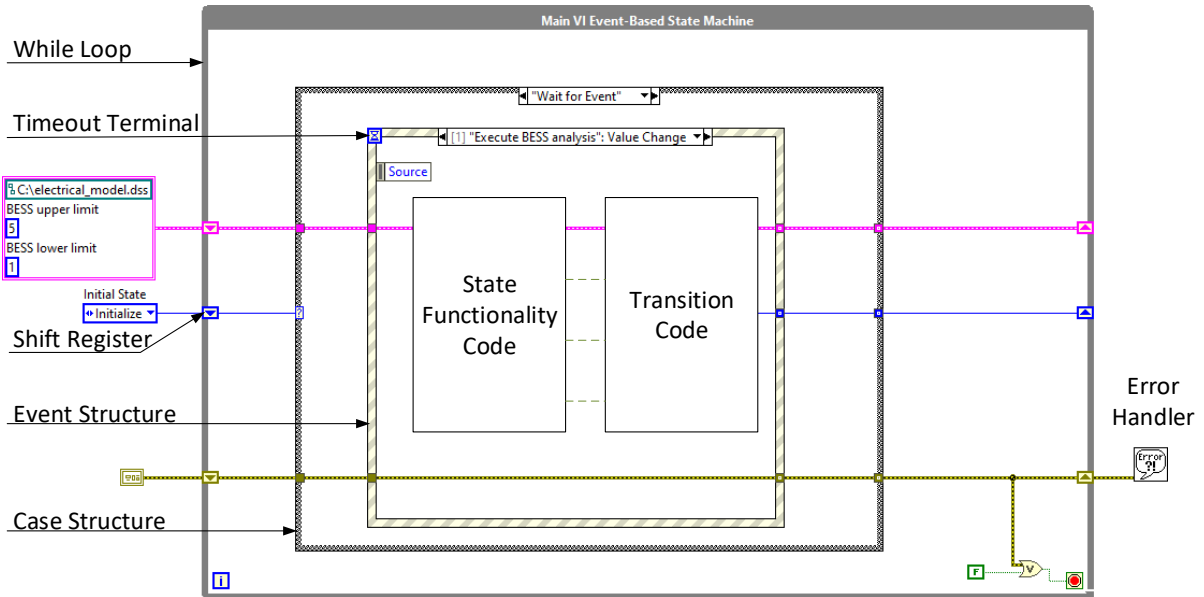 Main VI Event-Based State Machine
While Loop
"Wait for Event"
Timeout Terminal
[1] "Execute BESS analysis": Value Change
Source
C:\electrical_model.dss
BESS upper limit
5
BESS lower limit
1
State
Functionality
Code
Transition
Code
Initial State
Initialize
?
Shift Register
Event Structure
Error
Handler
Error
?!
Case Structure
i
F
V